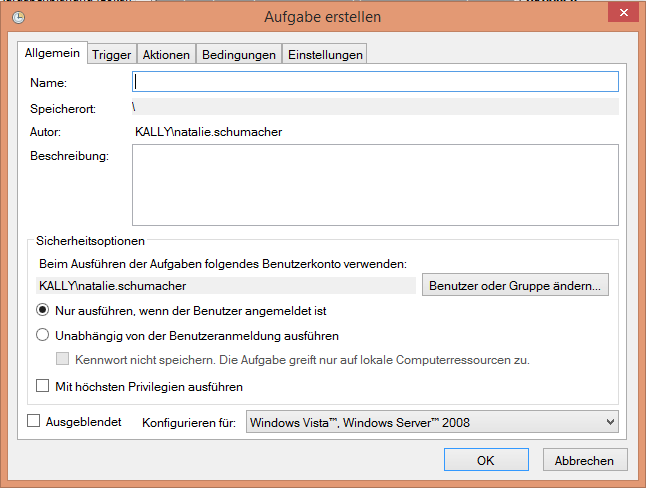 Aufgabe erstellen
Allgemein Trigger Aktionen Bedingungen Einstellungen
Name:
Speicherort: \
Autor: KALLY\natalie.schumacher
Beschreibung:
Sicherheitsoptionen
Beim Ausführen der Aufgaben folgendes Benutzerkonto verwenden:
KALLY\natalie.schumacher Benutzer oder Gruppe ändern...
Nur ausführen, wenn der Benutzer angemeldet ist
Unabhängig von der Benutzeranmeldung ausführen
Kennwort nicht speichern. Die Aufgabe greift nur auf lokale Computerressourcen zu.
Mit höchsten Privilegien ausführen
Ausgeblendet Konfigurieren für: Windows Vista™, Windows Server™ 2008
OK Abbrechen